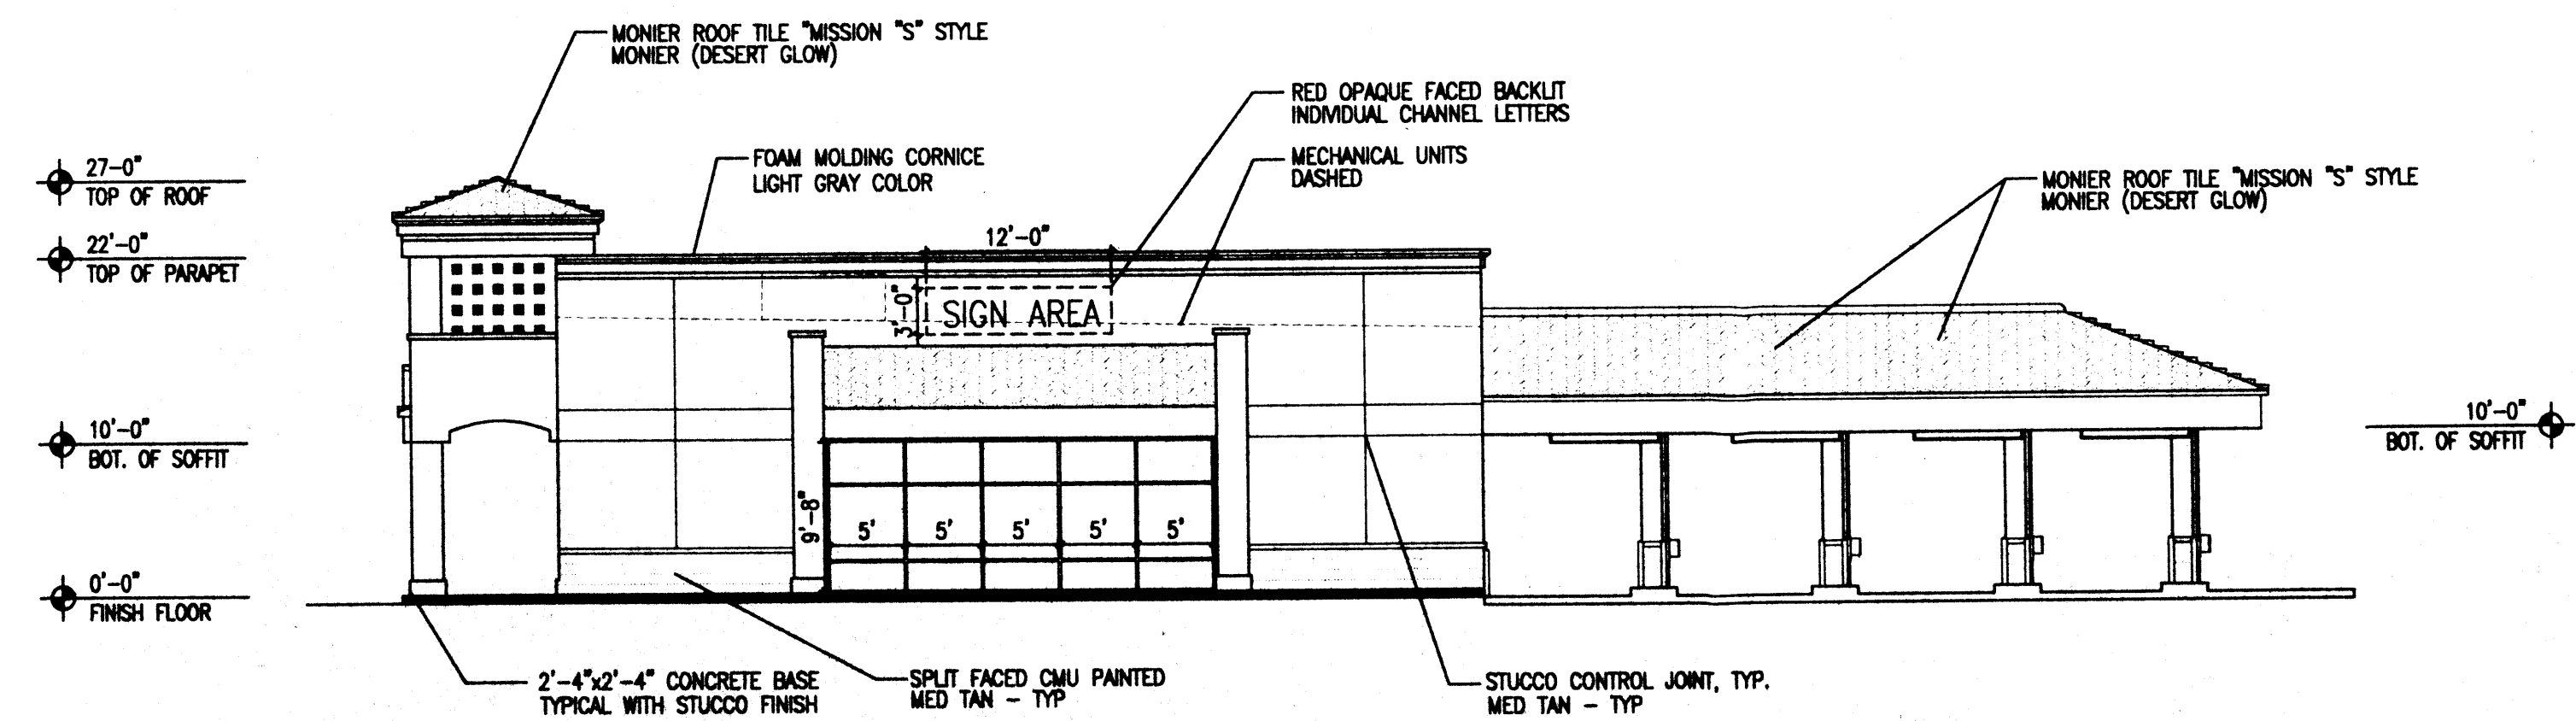 MONIER ROOF TILE "MISSION "S" STYLE
MONIER (DESERT GLOW)
RED OPAQUE FACED BACKLIT
INDIVIDUAL CHANNEL LETTERS
FOAM MOLDING CORNICE
LIGHT GRAY COLOR
MECHANICAL UNITS
DASHED
MONIER ROOF TILE "MISSION "S" STYLE
MONIER (DESERT GLOW)
27-0"
TOP OF ROOF
22'-0"
TOP OF PARAPET
12'-0"
3'-0"
SIGN AREA
10'-0"
BOT. OF SOFFIT
10'-0"
BOT. OF SOFFIT
9'-8"
5' 5' 5' 5' 5'
0'-0"
FINISH FLOOR
2'-4"x2'-4" CONCRETE BASE
TYPICAL WITH STUCCO FINISH
SPLIT FACED CMU PAINTED
MED TAN - TYP
STUCCO CONTROL JOINT, TYP.
MED TAN - TYP